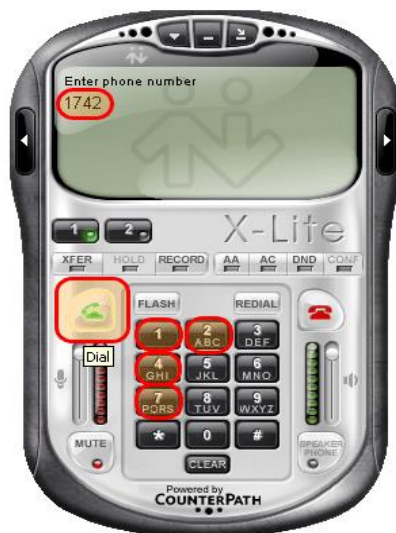 Enter phone number
1742
1 2
X-Lite
XFER HOLD RECORD AA AC DND CONF
FLASH REDIAL
1 2 ABC 3 DEF
Dial
4 GHI 5 JKL 6 MNO
7 PQRS 8 TUV 9 WXYZ
* 0 #
MUTE SPEAKER PHONE
CLEAR
Powered by
COUNTERPATH